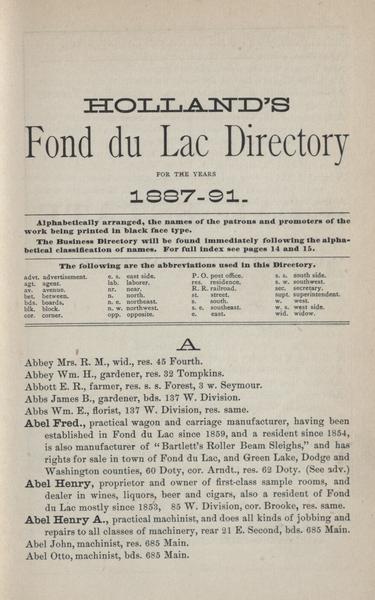 HOLLAND'S
Fond du Lac Directory
FOR THE YEARS
1887-91.
Alphabetically arranged, the names of the patrons and promoters of the
work being printed in black face type.
The Business Directory will be found immediately following the alpha-
betical classification of names. For full index see pages 14 and 15.
The following are the abbreviations used in this Directory.
advt. advertisement. e. s. east side. P. O. post office. s. s. south side.
agt. agent. lab. laborer. res. residence. s. w. southwest.
av. avenue. nr. near. R. R. railroad. sec. secretary.
bet. between. n. north. st. street. supt. superintendent.
bds. boards. n. e. northeast. s. south. w. west.
blk. block. n. w. northwest. s. e. southeast. w. s. west side.
cor. corner. opp. opposite. e. east. wid. widow.
A
Abbey Mrs. R. M., wid., res. 45 Fourth.
Abbey Wm. H., gardener, res. 32 Tompkins.
Abbott E. R., farmer, res. s. s. Forest, 3 w. Seymour.
Abbs James B., gardener, bds. 137 W. Division.
Abbs Wm. E., florist, 137 W. Division, res. same.
Abel Fred., practical wagon and carriage manufacturer, having been
established in Fond du Lac since 1859, and a resident since 1854,
is also manufacturer of "Bartlett's Roller Beam Sleighs," and has
rights for sale in town of Fond du Lac, and Green Lake, Dodge and
Washington counties, 60 Doty, cor. Arndt., res. 62 Doty. (See adv.)
Abel Henry, proprietor and owner of first-class sample rooms, and
dealer in wines, liquors, beer and cigars, also a resident of Fond
du Lac mostly since 1853, 85 W. Division, cor. Brooke, res. same.
Abel Henry A., practical machinist, and does all kinds of jobbing and
repairs to all classes of machinery, rear 21 E. Second, bds. 685 Main.
Abel John, machinist, res. 685 Main.
Abel Otto, machinist, bds. 685 Main.